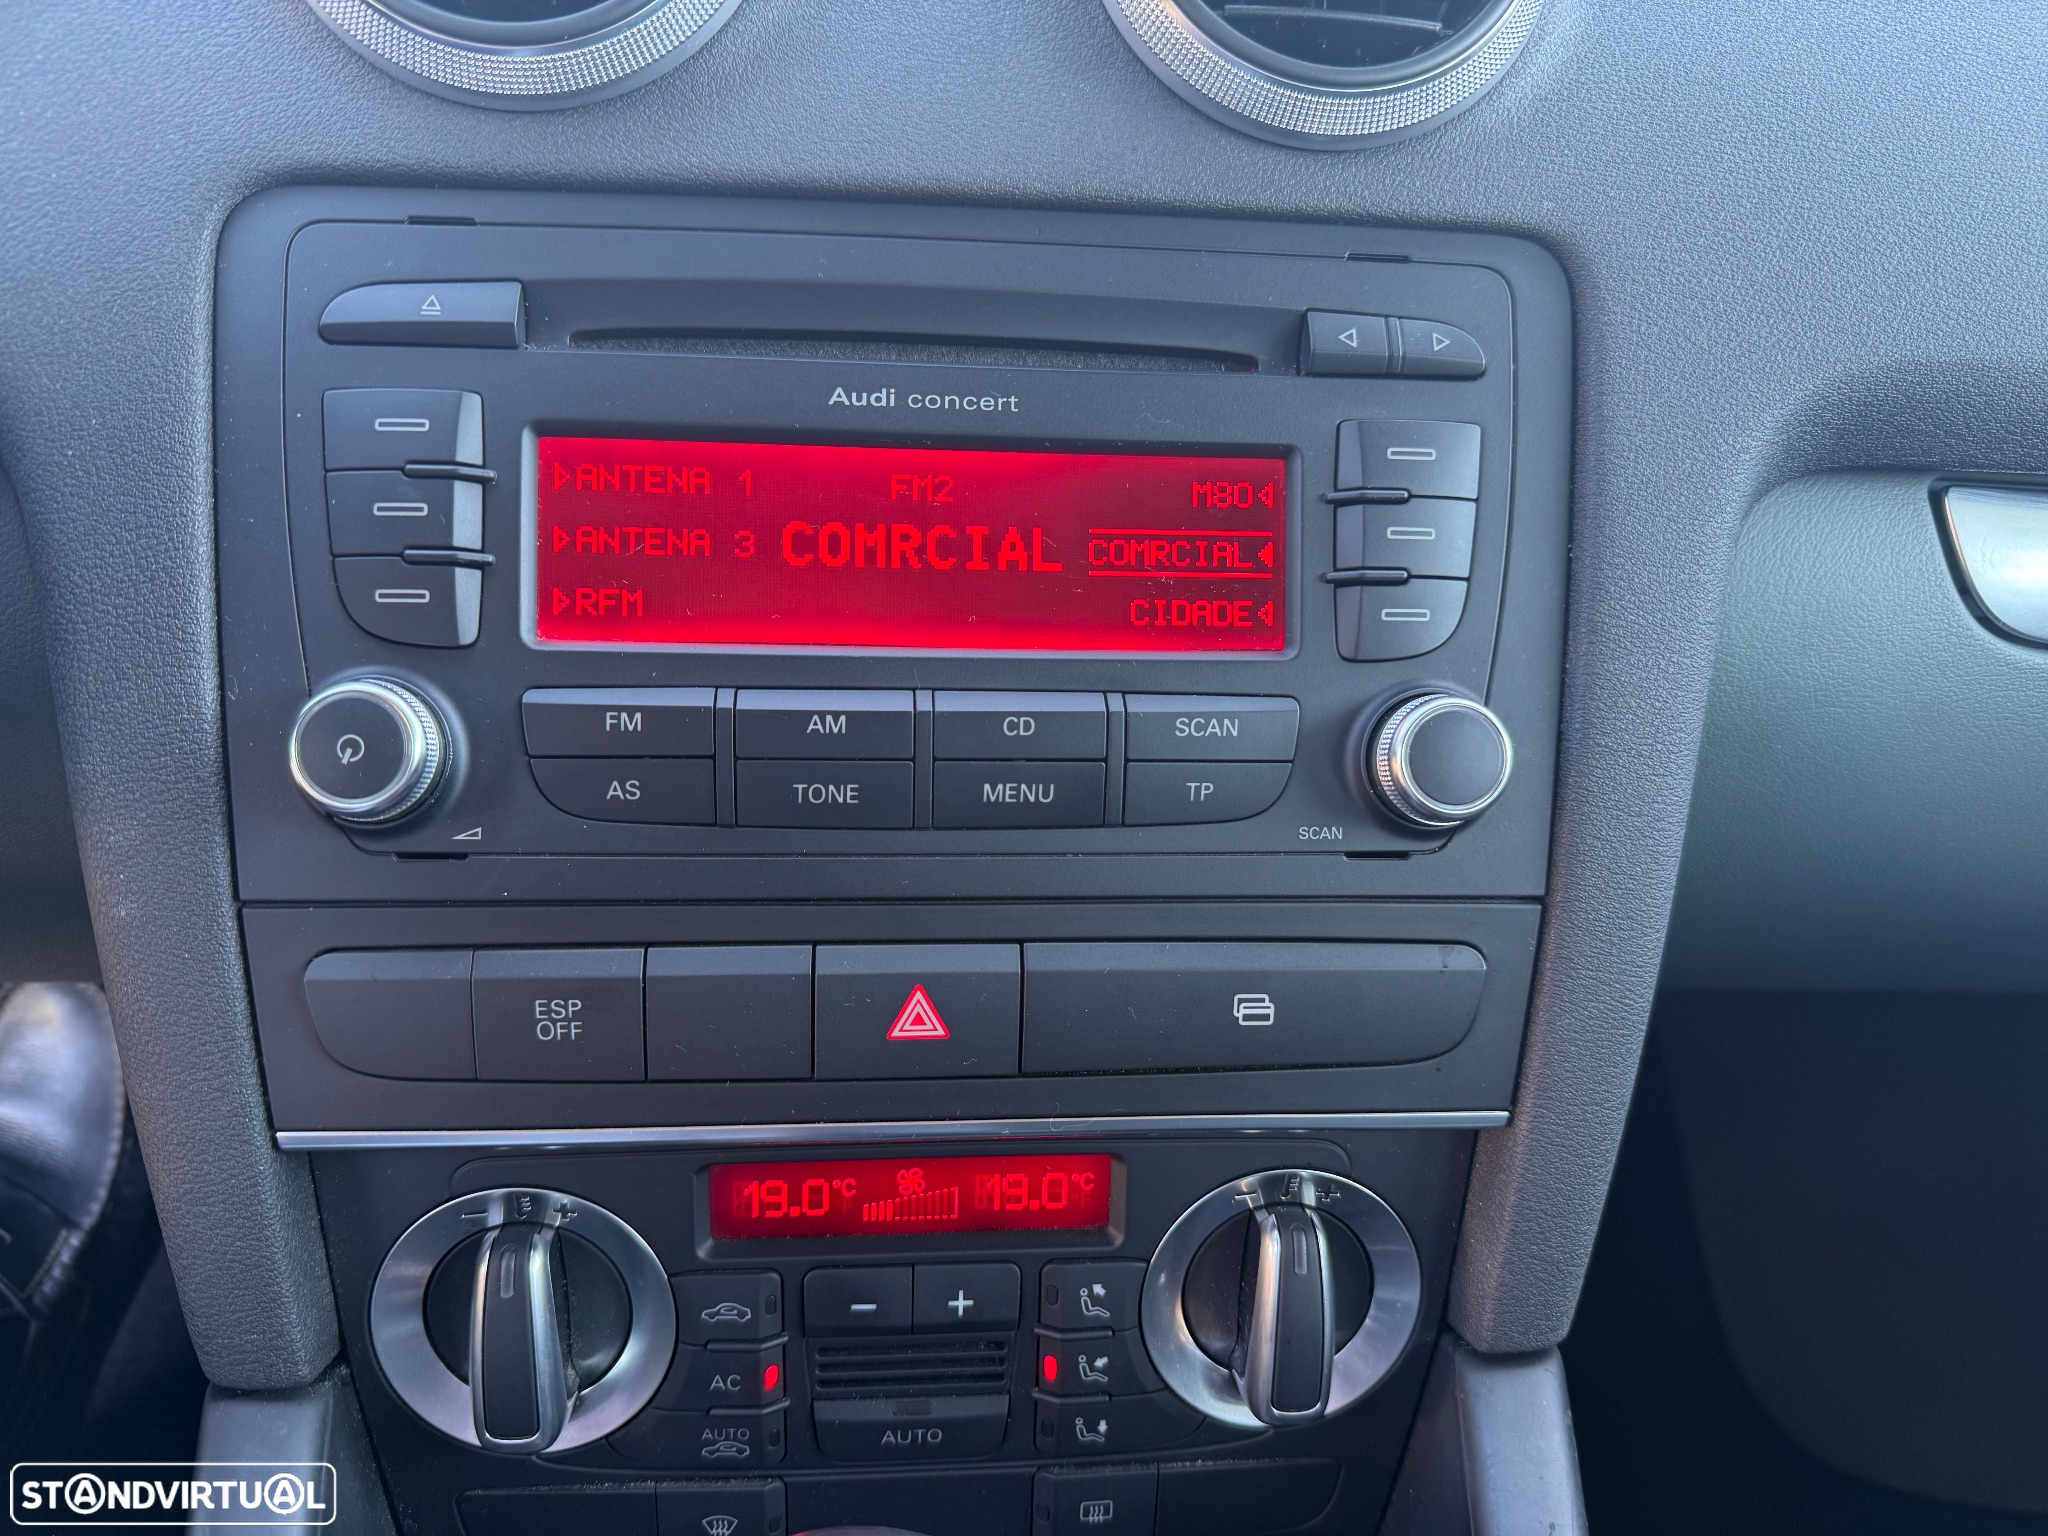 Audi concert
ANTENA 1 FM2 M80
ANTENA 3 COMRCIAL COMRCIAL
RFM CIDADE
FM AM CD SCAN
AS TONE MENU TP
SCAN
ESP
OFF
19.0°C 19.0°C
- + - +
- +
AC
AUTO AUTO
STANDVIRTUAL